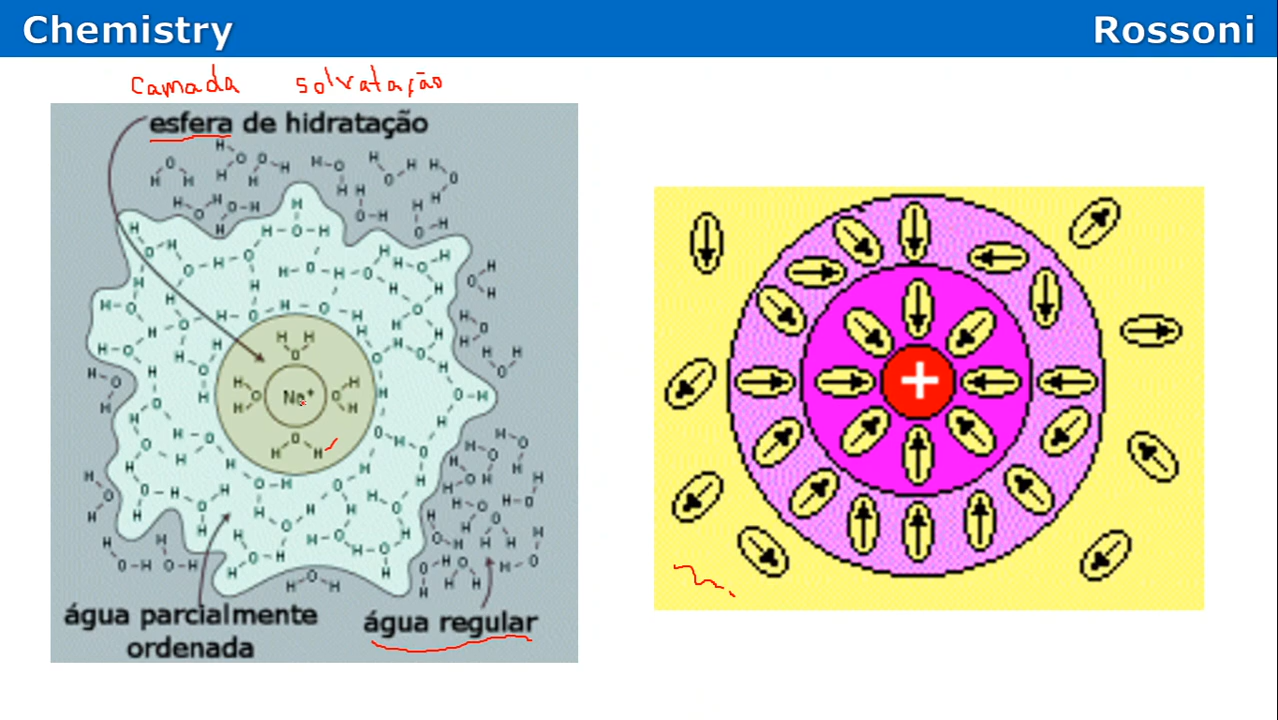 Chemistry
Rossoni
camada solvatação
esfera de hidratação
Na+
água parcialmente
ordenada
água regular
+